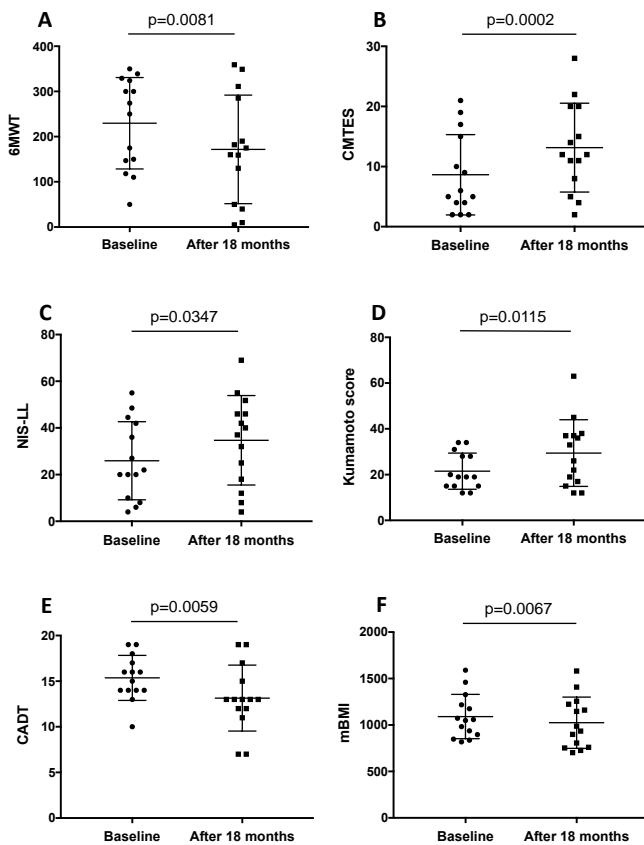 A
p=0.0081
6MWT
400
300
200
100
0
Baseline
After 18 months
B
p=0.0002
CMTES
30
20
10
0
Baseline
After 18 months
C
p=0.0347
NIS-LL
80
60
40
20
0
Baseline
After 18 months
D
p=0.0115
Kumamoto score
80
60
40
20
0
Baseline
After 18 months
E
p=0.0059
CADT
20
15
10
5
0
Baseline
After 18 months
F
p=0.0067
mBMI
2000
1500
1000
500
0
Baseline
After 18 months